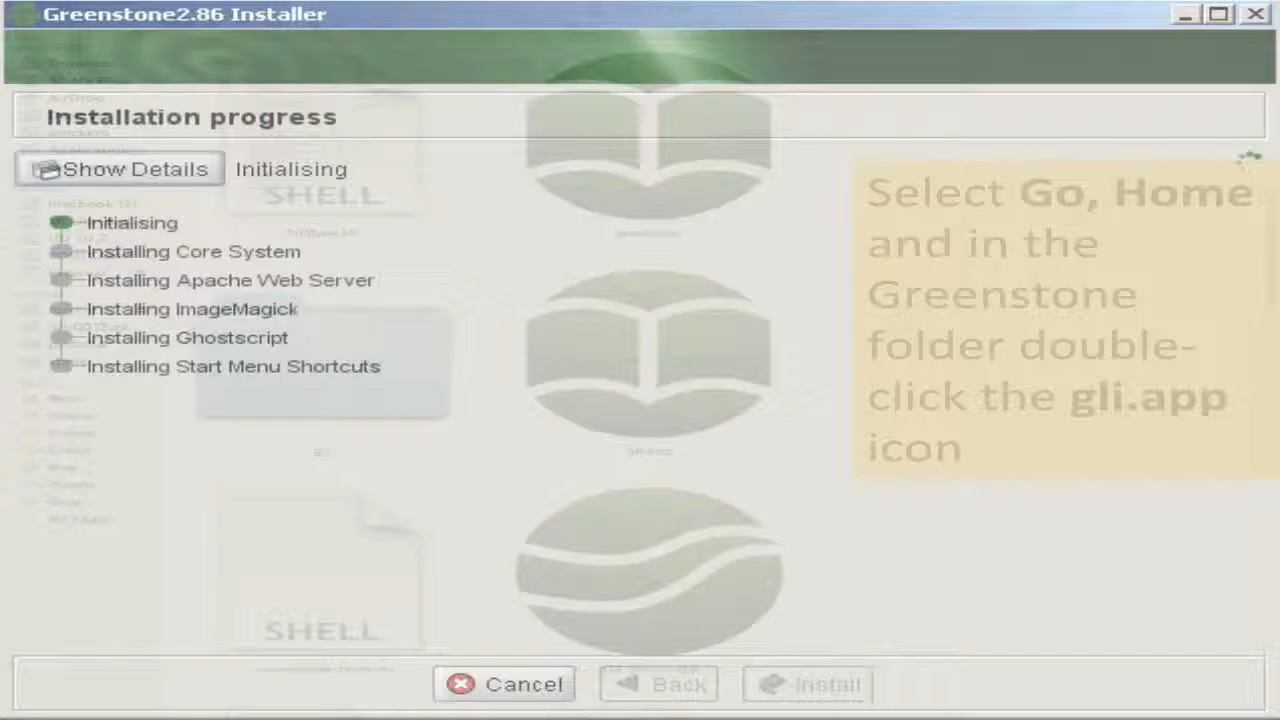 Greenstone2.86 Installer
Installation progress
Show Details
Initialising
SHELL
Initialising
Installing Core System
Installing Apache Web Server
Installing ImageMagick
Installing Ghostscript
Installing Start Menu Shortcuts
Select Go, Home
and in the
Greenstone
folder double-
click the gli.app
icon
SHELL
Cancel
Back
Install